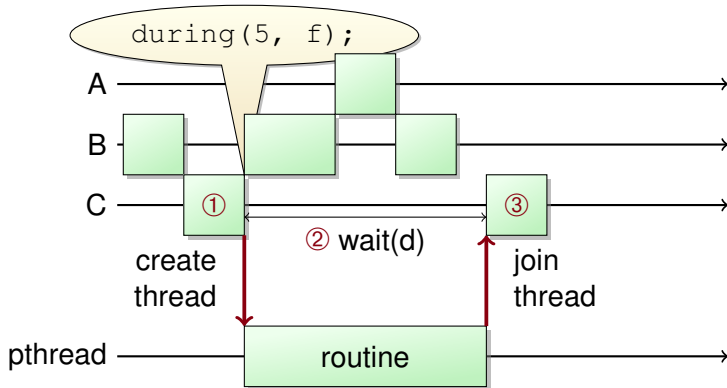 during(5, f);
A
B
C
①
③
② wait(d)
create
thread
join
thread
pthread
routine